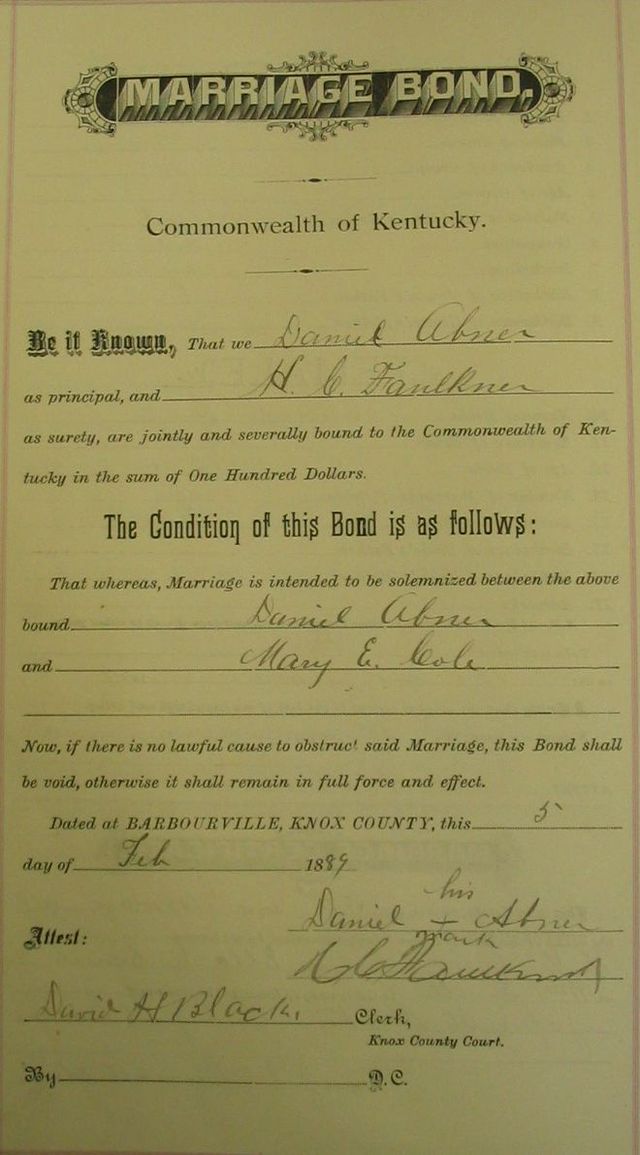 MARRIAGE BOND.
Commonwealth of Kentucky.
Be it Known, That we Daniel Abner
as principal, and H. C. Faulkner
as surety, are jointly and severally bound to the Commonwealth of Ken-
tucky in the sum of One Hundred Dollars.
The Condition of this Bond is as follows:
That whereas, Marriage is intended to be solemnized between the above
bound Daniel Abner
and Mary E. Cole
Now, if there is no lawful cause to obstruct said Marriage, this Bond shall
be void, otherwise it shall remain in full force and effect.
Dated at BARBOURVILLE, KNOX COUNTY, this 5
day of Feb 1889
his
Daniel + Abner
mark
Attest:
H C Faulkner
David H Black. Clerk,
Knox County Court.
By D. C.